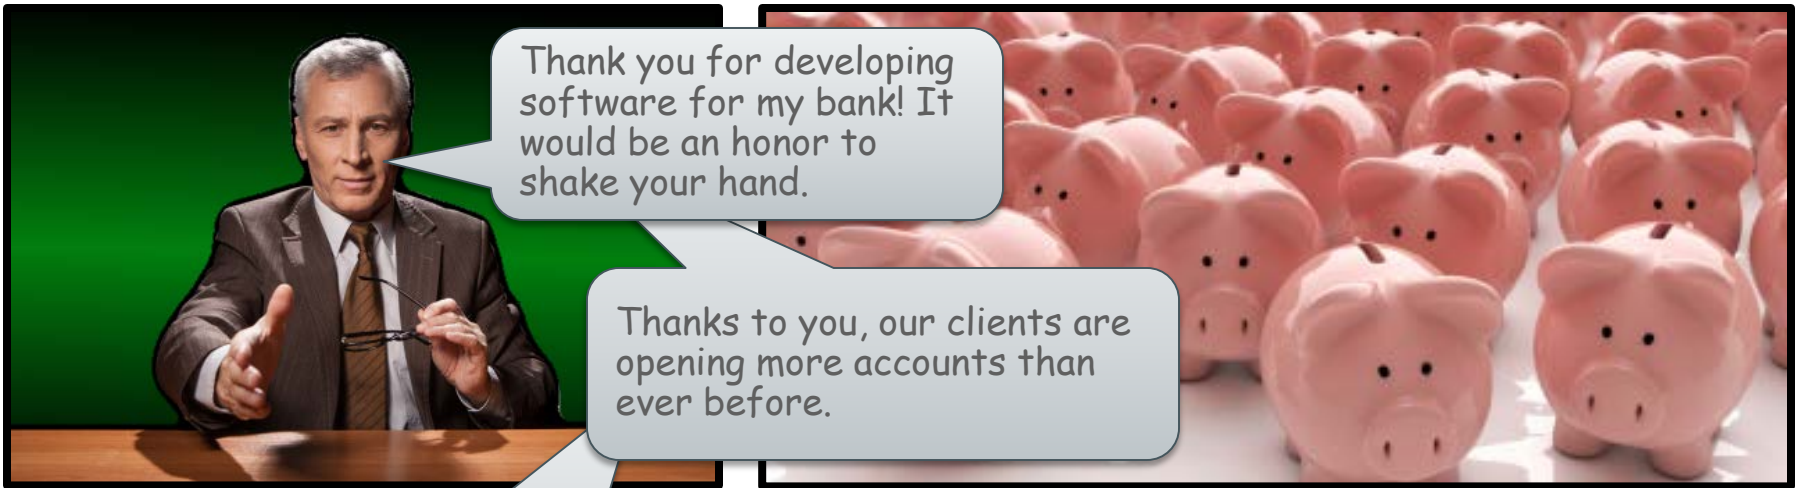 Thank you for developing
software for my bank! It
would be an honor to
shake your hand.
Thanks to you, our clients are
opening more accounts than
ever before.